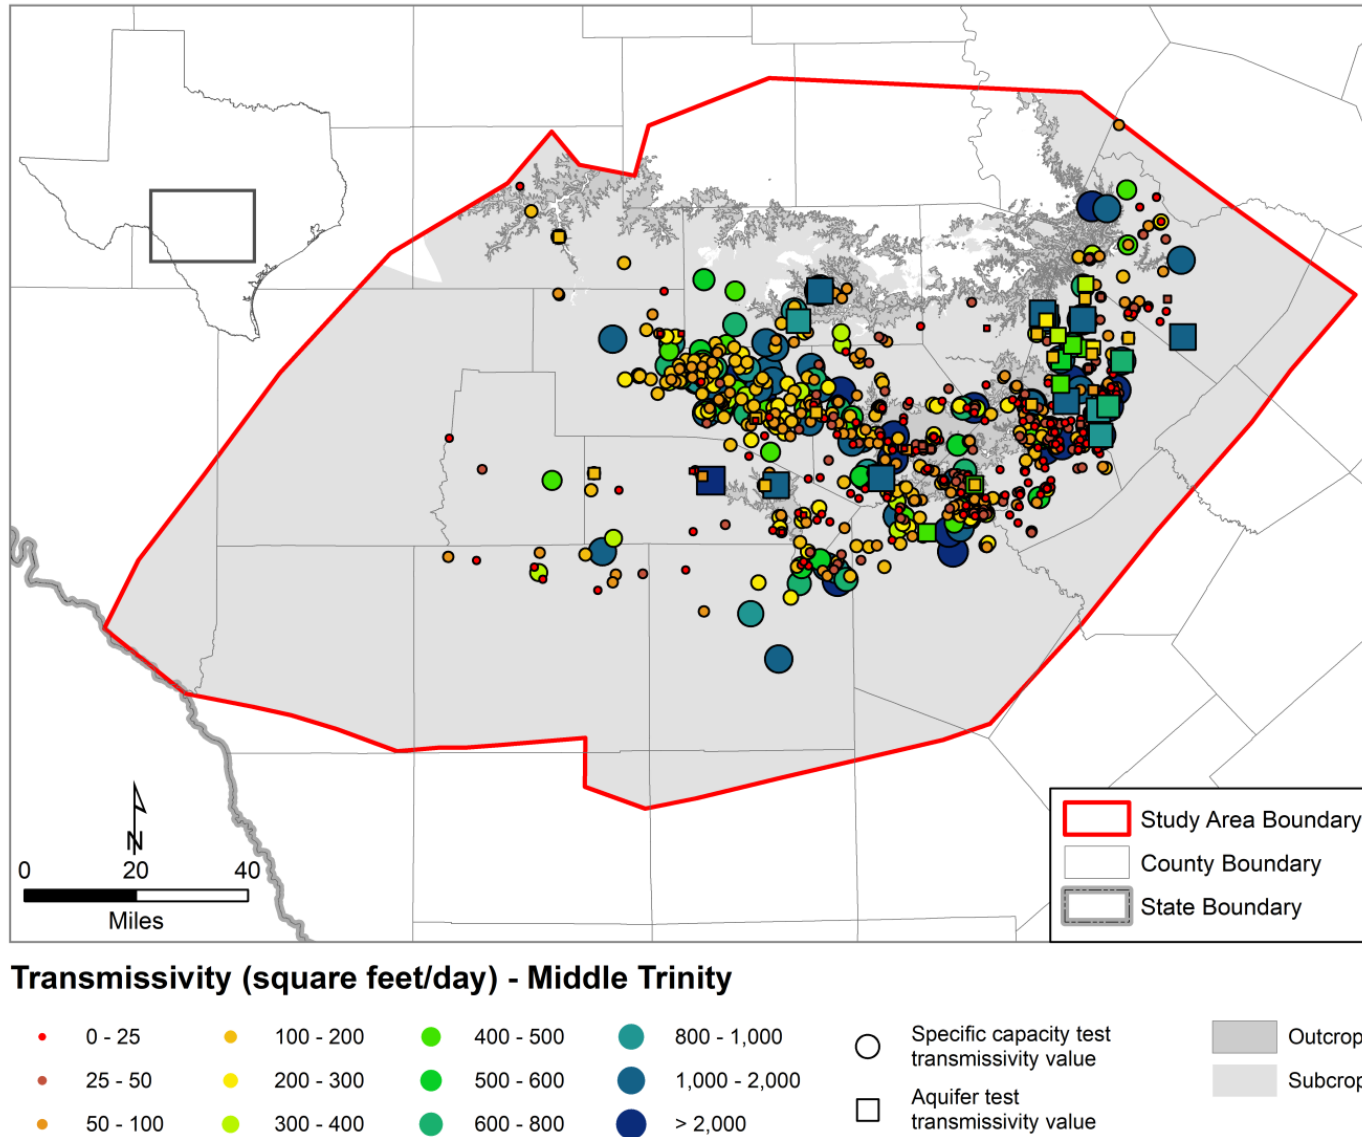 N
0 20 40
Miles
Study Area Boundary
County Boundary
State Boundary
Transmissivity (square feet/day) - Middle Trinity
0 - 25
25 - 50
50 - 100
100 - 200
200 - 300
300 - 400
400 - 500
500 - 600
600 - 800
800 - 1,000
1,000 - 2,000
> 2,000
Specific capacity test
transmissivity value
Aquifer test
transmissivity value
Outcrop
Subcrop